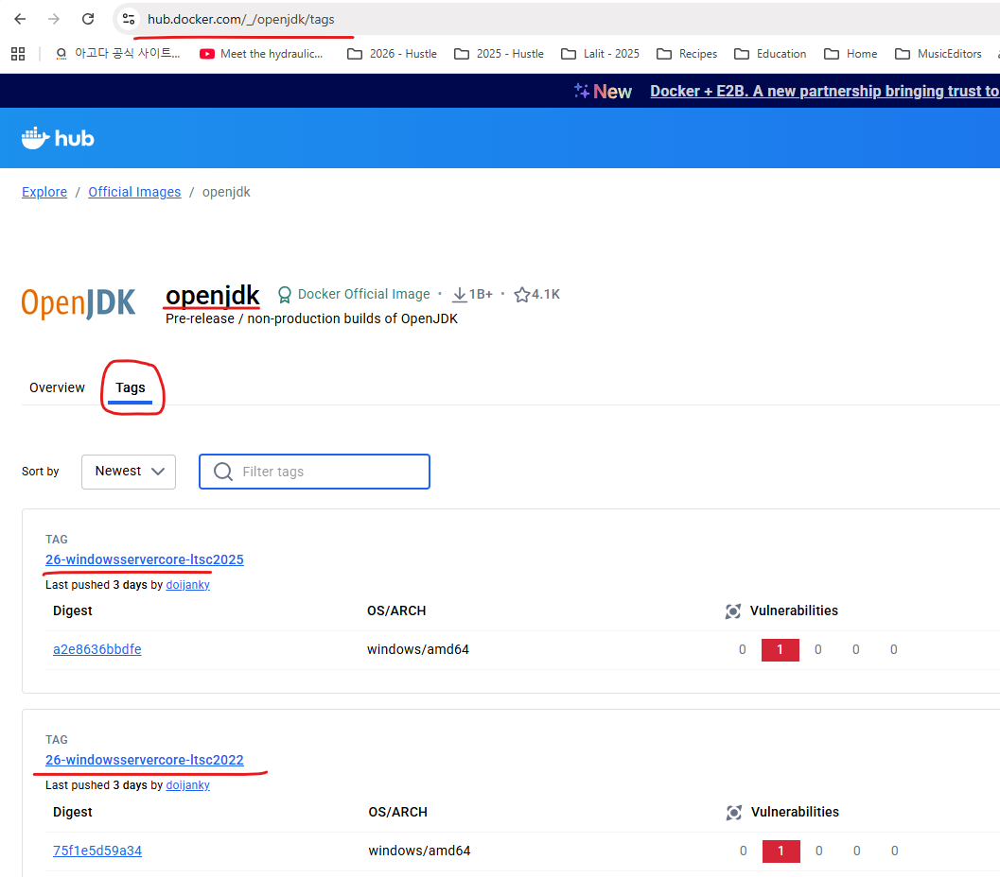 hub.docker.com/_/openjdk/tags
아고다 공식 사이트... Meet the hydraulic... 2026 - Hustle 2025 - Hustle Lalit - 2025 Recipes Education Home MusicEditors
New Docker + E2B. A new partnership bringing trust to
hub
Explore / Official Images / openjdk
OpenJDK
openjdk Docker Official Image • 1B+ • 4.1K
Pre-release / non-production builds of OpenJDK
Overview Tags
Sort by Newest Filter tags
TAG
26-windowsservercore-ltsc2025
Last pushed 3 days by doijanky
Digest OS/ARCH Vulnerabilities
a2e8636bbdfe windows/amd64 0 1 0 0 0
TAG
26-windowsservercore-ltsc2022
Last pushed 3 days by doijanky
Digest OS/ARCH Vulnerabilities
75f1e5d59a34 windows/amd64 0 1 0 0 0